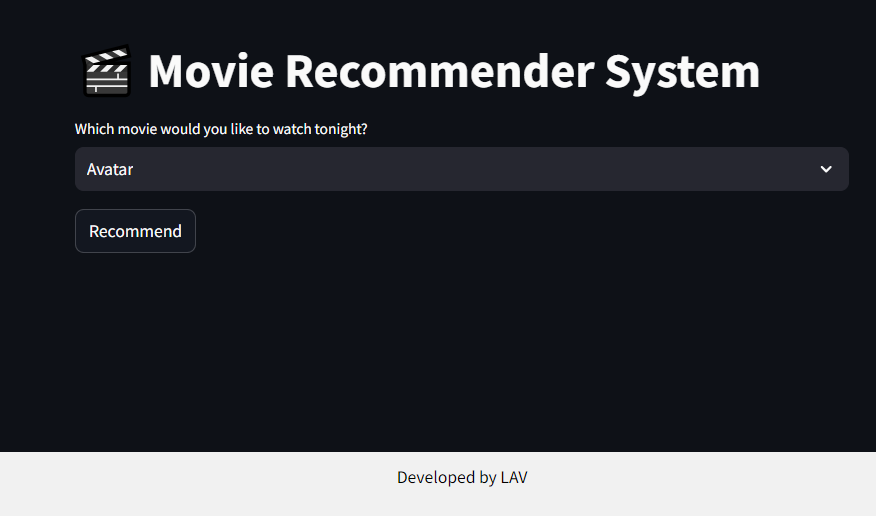 Movie Recommender System
Which movie would you like to watch tonight?
Avatar
Recommend
Developed by LAV